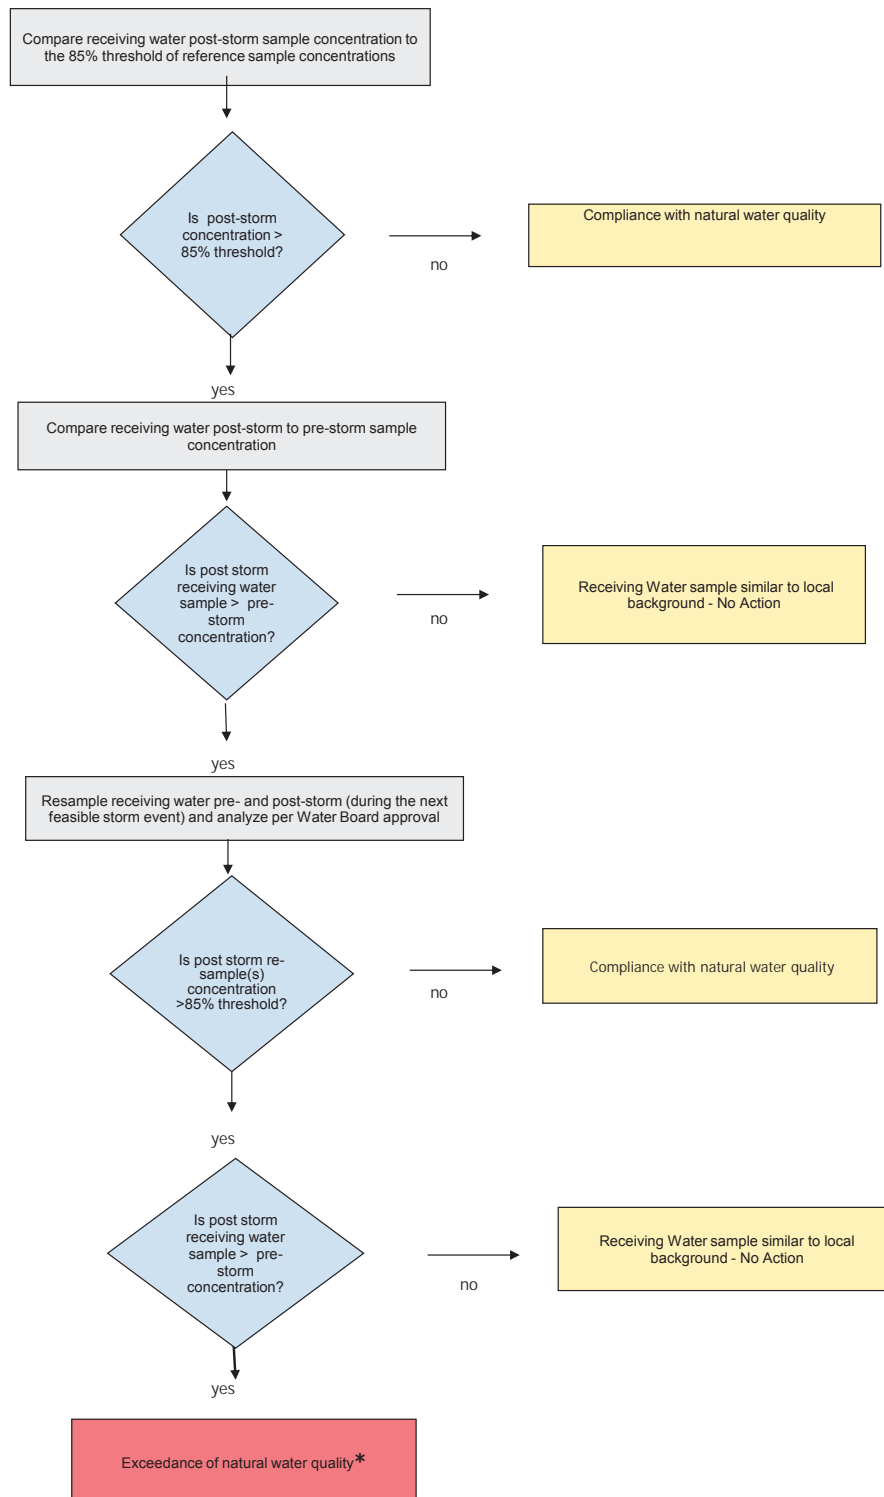 Compare receiving water post-storm sample concentration to
the 85% threshold of reference sample concentrations
Is post-storm
concentration >
85% threshold?
no
Compliance with natural water quality
yes
Compare receiving water post-storm to pre-storm sample
concentration
Is post storm
receiving water
sample > pre-
storm
concentration?
no
Receiving Water sample similar to local
background - No Action
yes
Resample receiving water pre- and post-storm (during the next
feasible storm event) and analyze per Water Board approval
Is post storm re-
sample(s)
concentration
>85% threshold?
no
Compliance with natural water quality
yes
Is post storm
receiving water
sample > pre-
storm
concentration?
no
Receiving Water sample similar to local
background - No Action
yes
Exceedance of natural water quality*